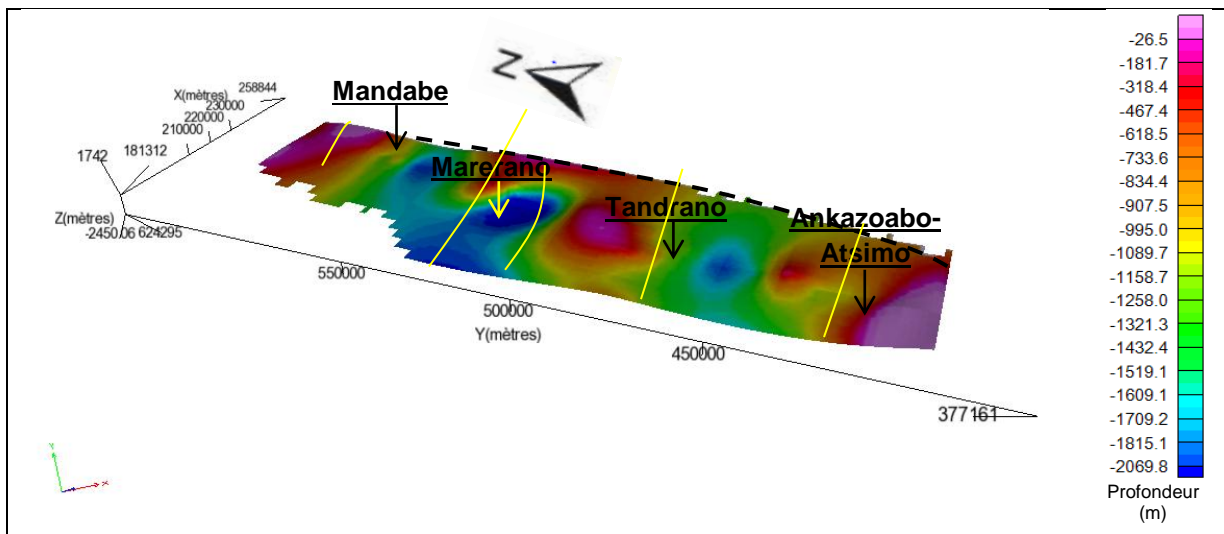 N
Mandabe
Marerano
Tandrano
Ankazoabo-
Atsimo
X(mètres)
258844
230000
220000
210000
181312
1742
Z(mètres)
-2450.06 624295
550000
500000
Y(mètres)
450000
377161
Y
X
-26.5
-181.7
-318.4
-467.4
-618.5
-733.6
-834.4
-907.5
-995.0
-1089.7
-1158.7
-1258.0
-1321.3
-1432.4
-1519.1
-1609.1
-1709.2
-1815.1
-2069.8
Profondeur
(m)